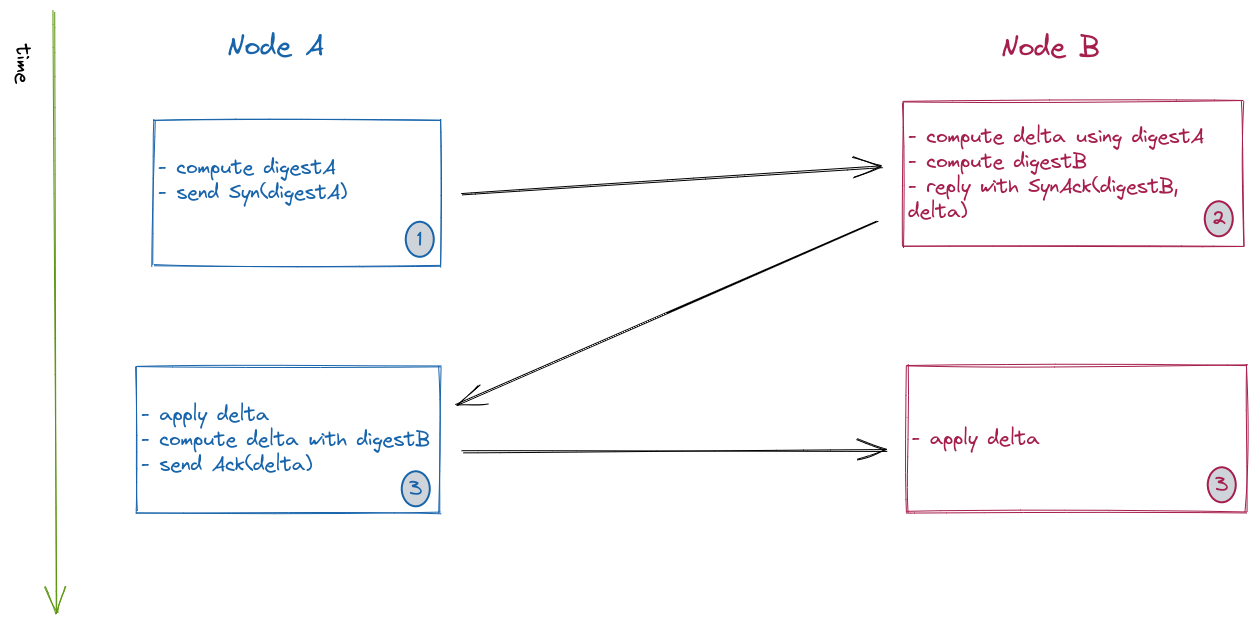 time
Node A
Node B
- compute digestA
- send Syn(digestA)
1
- compute delta using digestA
- compute digestB
- reply with SynAck(digestB,
delta)
2
- apply delta
- compute delta with digestB
- send Ack(delta)
3
- apply delta
3